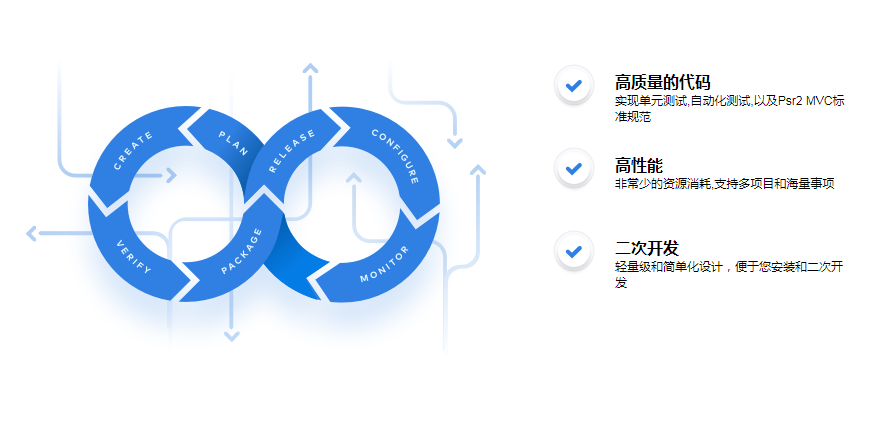 CREATE
PLAN
RELEASE
CONFIGURE
VERIFY
PACKAGE
MONITOR
高质量的代码
实现单元测试,自动化测试,以及Psr2 MVC标
准规范
高性能
非常少的资源消耗,支持多项目和海量事项
二次开发
轻量级和简单化设计，便于您安装和二次开
发